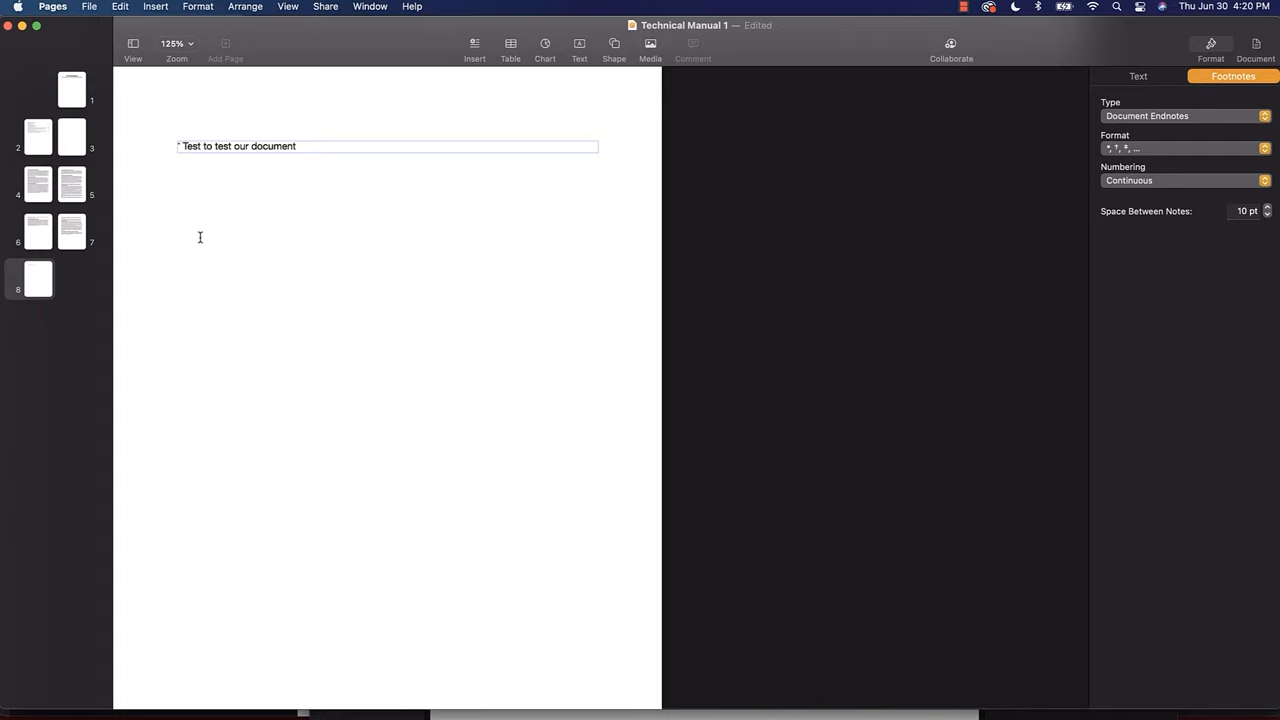 Pages File Edit Insert Format Arrange View Share Window Help Thu Jun 30 4:20 PM
Technical Manual 1 — Edited
125%
View Zoom Add Page Insert Table Chart Text Shape Media Comment Collaborate Format Document
Text Footnotes
Type
Document Endnotes
Format
*, †, ‡, ...
Numbering
Continuous
Space Between Notes: 10 pt
* Test to test our document
1
2
3
4
5
6
7
8